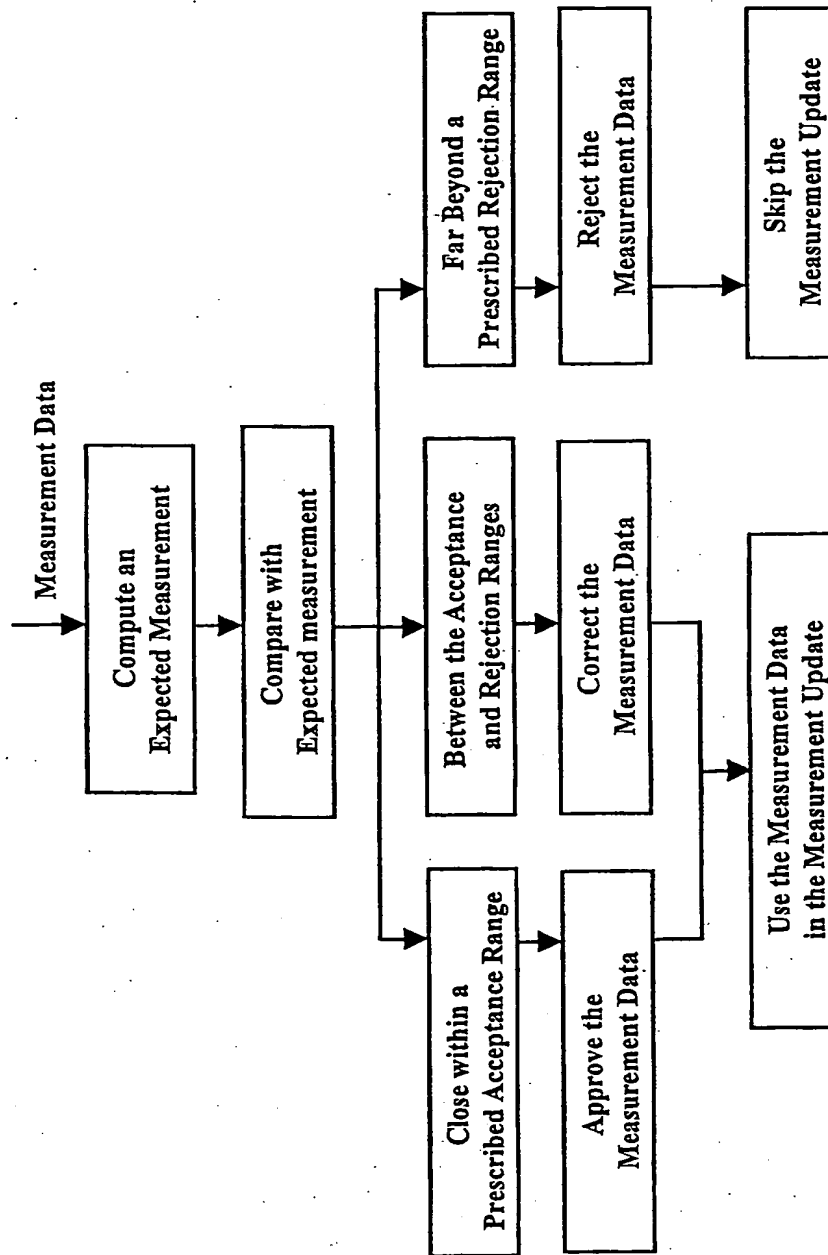 Measurement Data
Compute an
Expected Measurement
Compare with
Expected measurement
Close within a
Prescribed Acceptance Range
Between the Acceptance
and Rejection Ranges
Far Beyond a
Prescribed Rejection Range
Approve the
Measurement Data
Correct the
Measurement Data
Reject the
Measurement Data
Use the Measurement Data
in the Measurement Update
Skip the
Measurement Update